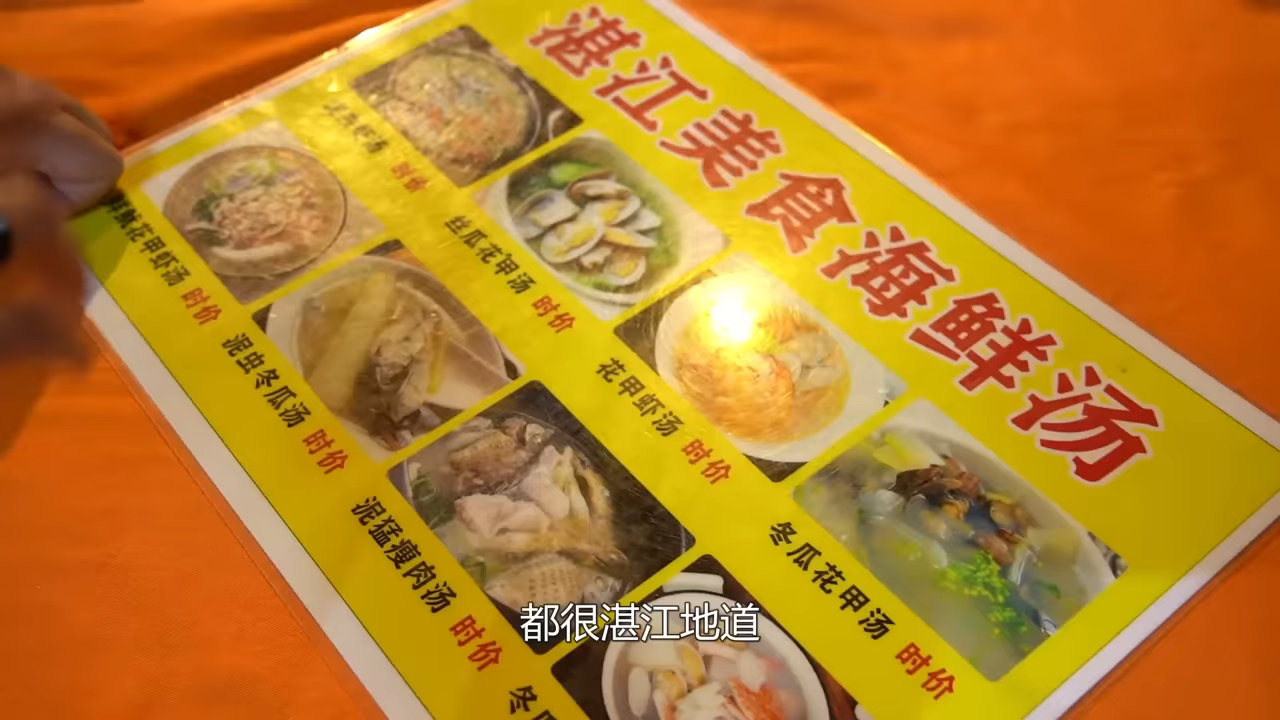 湛江美食海鲜汤
时价
丝瓜花甲汤 时价
花甲虾汤 时价
冬瓜花甲汤 时价
花甲虾汤 时价
泥虫冬瓜汤 时价
泥猛瘦肉汤 时价
冬
都很湛江地道